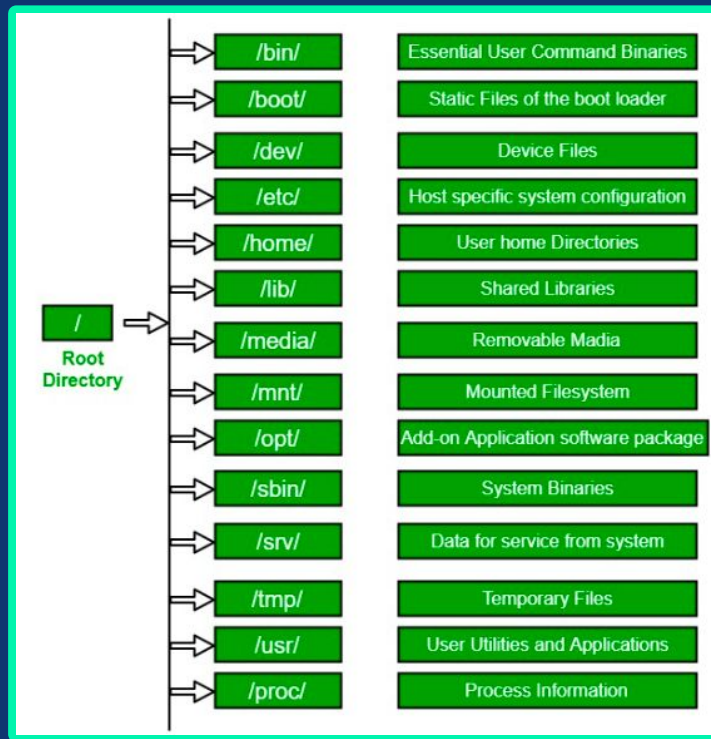 /bin/ Essential User Command Binaries
/boot/ Static Files of the boot loader
/dev/ Device Files
/etc/ Host specific system configuration
/home/ User home Directories
/lib/ Shared Libraries
/
Root
Directory
/media/ Removable Madia
/mnt/ Mounted Filesystem
/opt/ Add-on Application software package
/sbin/ System Binaries
/srv/ Data for service from system
/tmp/ Temporary Files
/usr/ User Utilities and Applications
/proc/ Process Information